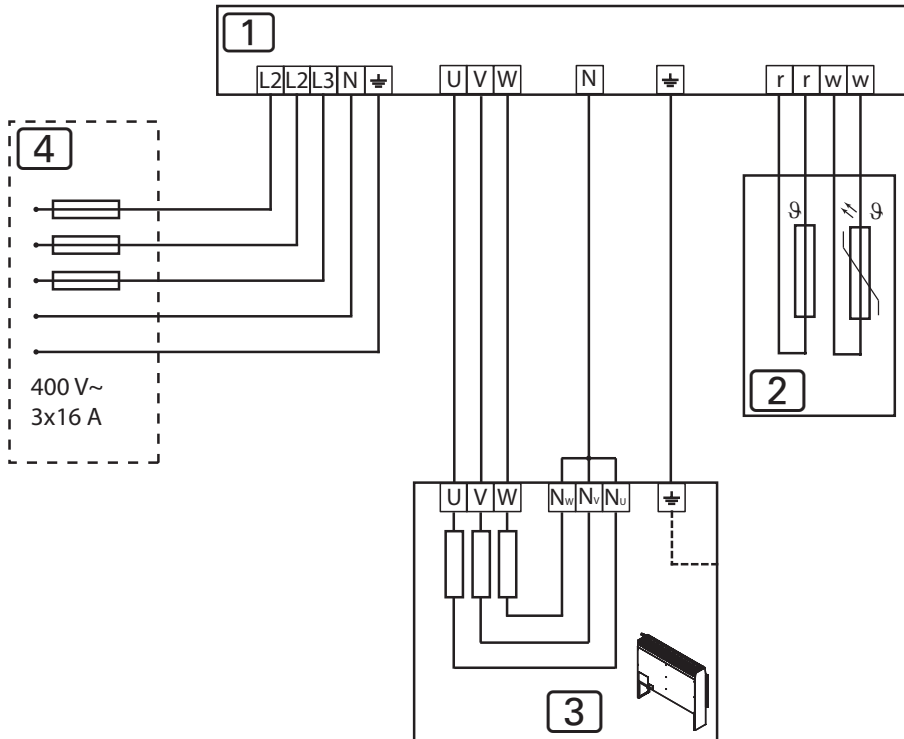 1
L2 L2 L3 N ⏚ U V W N ⏚ r r w w
4
ϑ ϑ
400 V~
3x16 A
2
U V W Nw Nv Nu ⏚
3